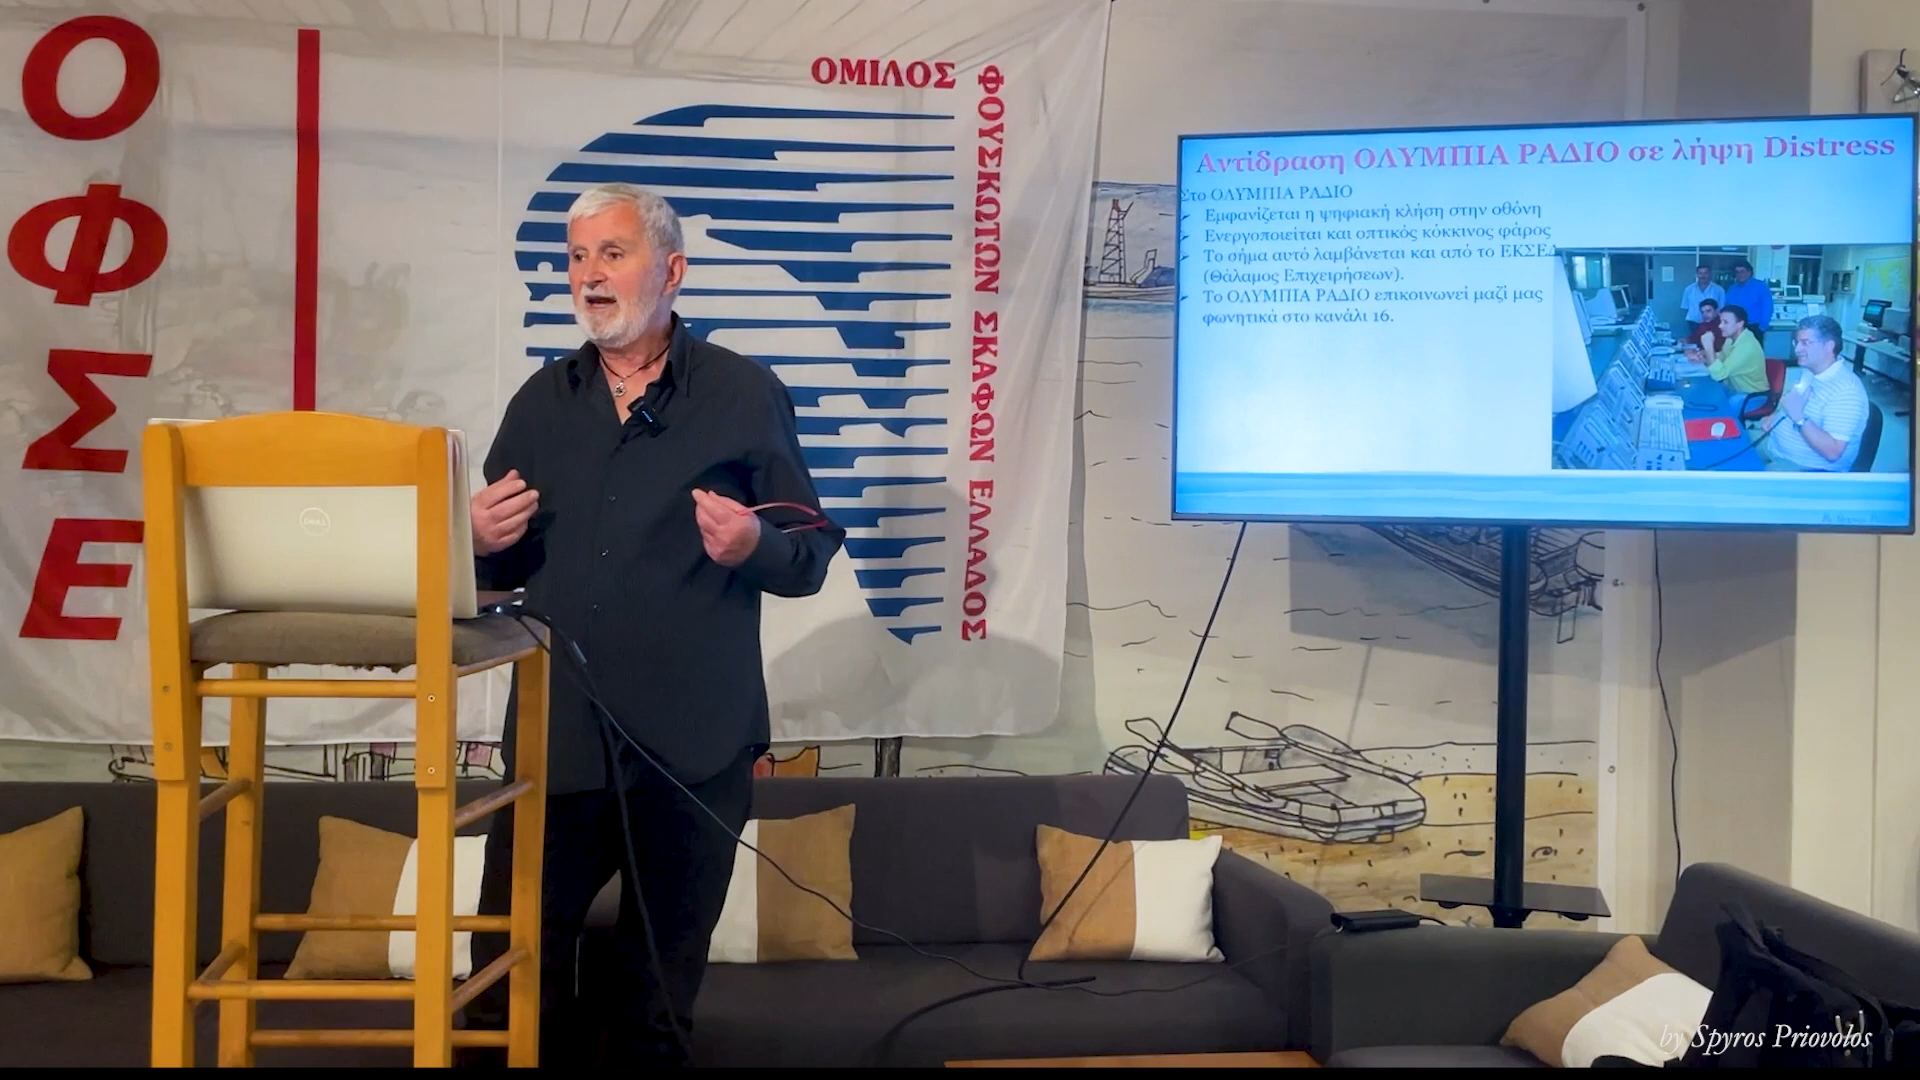 ΟΦΣΕ
ΟΜΙΛΟΣ
ΦΟΥΣΚΩΤΩΝ ΣΚΑΦΩΝ ΕΛΛΑΔΟΣ
Αντίδραση ΟΛΥΜΠΙΑ ΡΑΔΙΟ σε λήψη Distress
Στο ΟΛΥΜΠΙΑ ΡΑΔΙΟ
Εμφανίζεται η ψηφιακή κλήση στην οθόνη
Ενεργοποιείται και οπτικός κόκκινος φάρος
Το σήμα αυτό λαμβάνεται και από το ΕΚΣΕΔ
(Θάλαμος Επιχειρήσεων).
Το ΟΛΥΜΠΙΑ ΡΑΔΙΟ επικοινωνεί μαζί μας
φωνητικά στο κανάλι 16.
DELL
by Spyros Priovolos